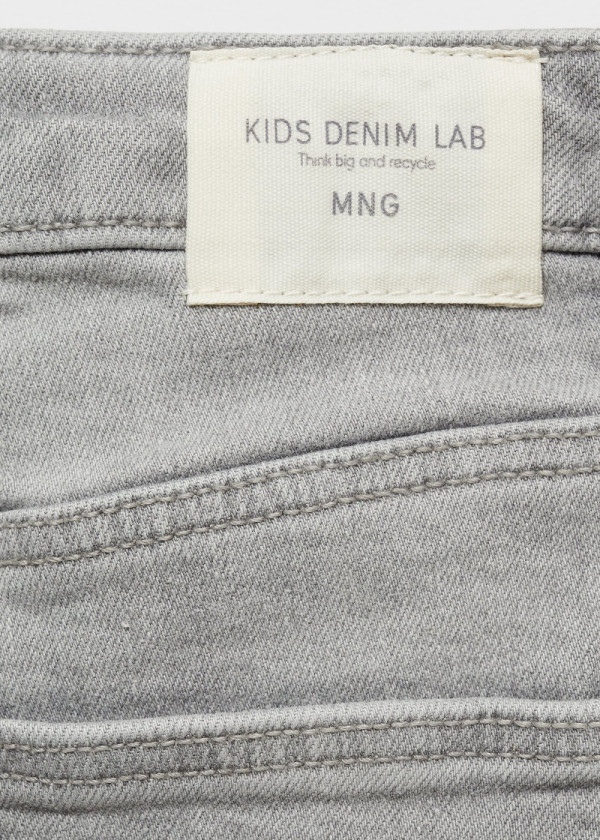 KIDS DENIM LAB
Think big and recycle
MNG